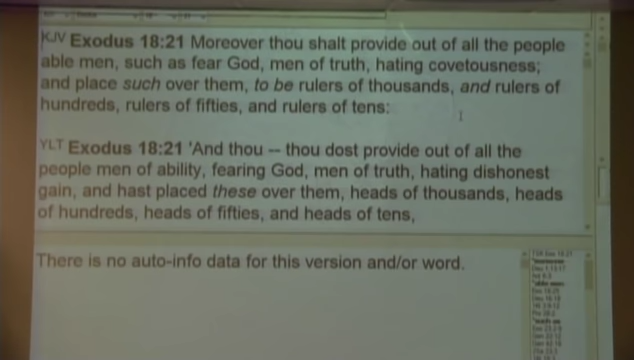 KJV Exodus 18:21 Moreover thou shalt provide out of all the people
able men, such as fear God, men of truth, hating covetousness;
and place such over them, to be rulers of thousands, and rulers of
hundreds, rulers of fifties, and rulers of tens:
YLT Exodus 18:21 'And thou -- thou dost provide out of all the
people men of ability, fearing God, men of truth, hating dishonest
gain, and hast placed these over them, heads of thousands, heads
of hundreds, heads of fifties, and heads of tens,
There is no auto-info data for this version and/or word.